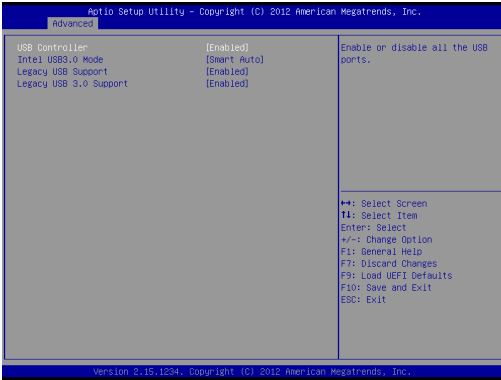 Aptio Setup Utility - Copyright (C) 2012 American Megatrends, Inc.
Advanced
USB Controller [Enabled]
Intel USB3.0 Mode [Smart Auto]
Legacy USB Support [Enabled]
Legacy USB 3.0 Support [Enabled]
Enable or disable all the USB
ports.
↔: Select Screen
↑↓: Select Item
Enter: Select
+/-: Change Option
F1: General Help
F7: Discard Changes
F9: Load UEFI Defaults
F10: Save and Exit
ESC: Exit
Version 2.15.1234. Copyright (C) 2012 American Megatrends, Inc.